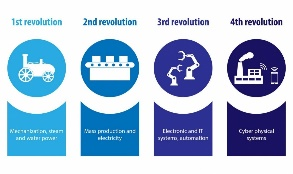 1st revolution
2nd revolution
3rd revolution
4th revolution
Mechanization, steam
and water power
Mass production and
electricity
Electronic and IT
systems, automation
Cyber physical
systems